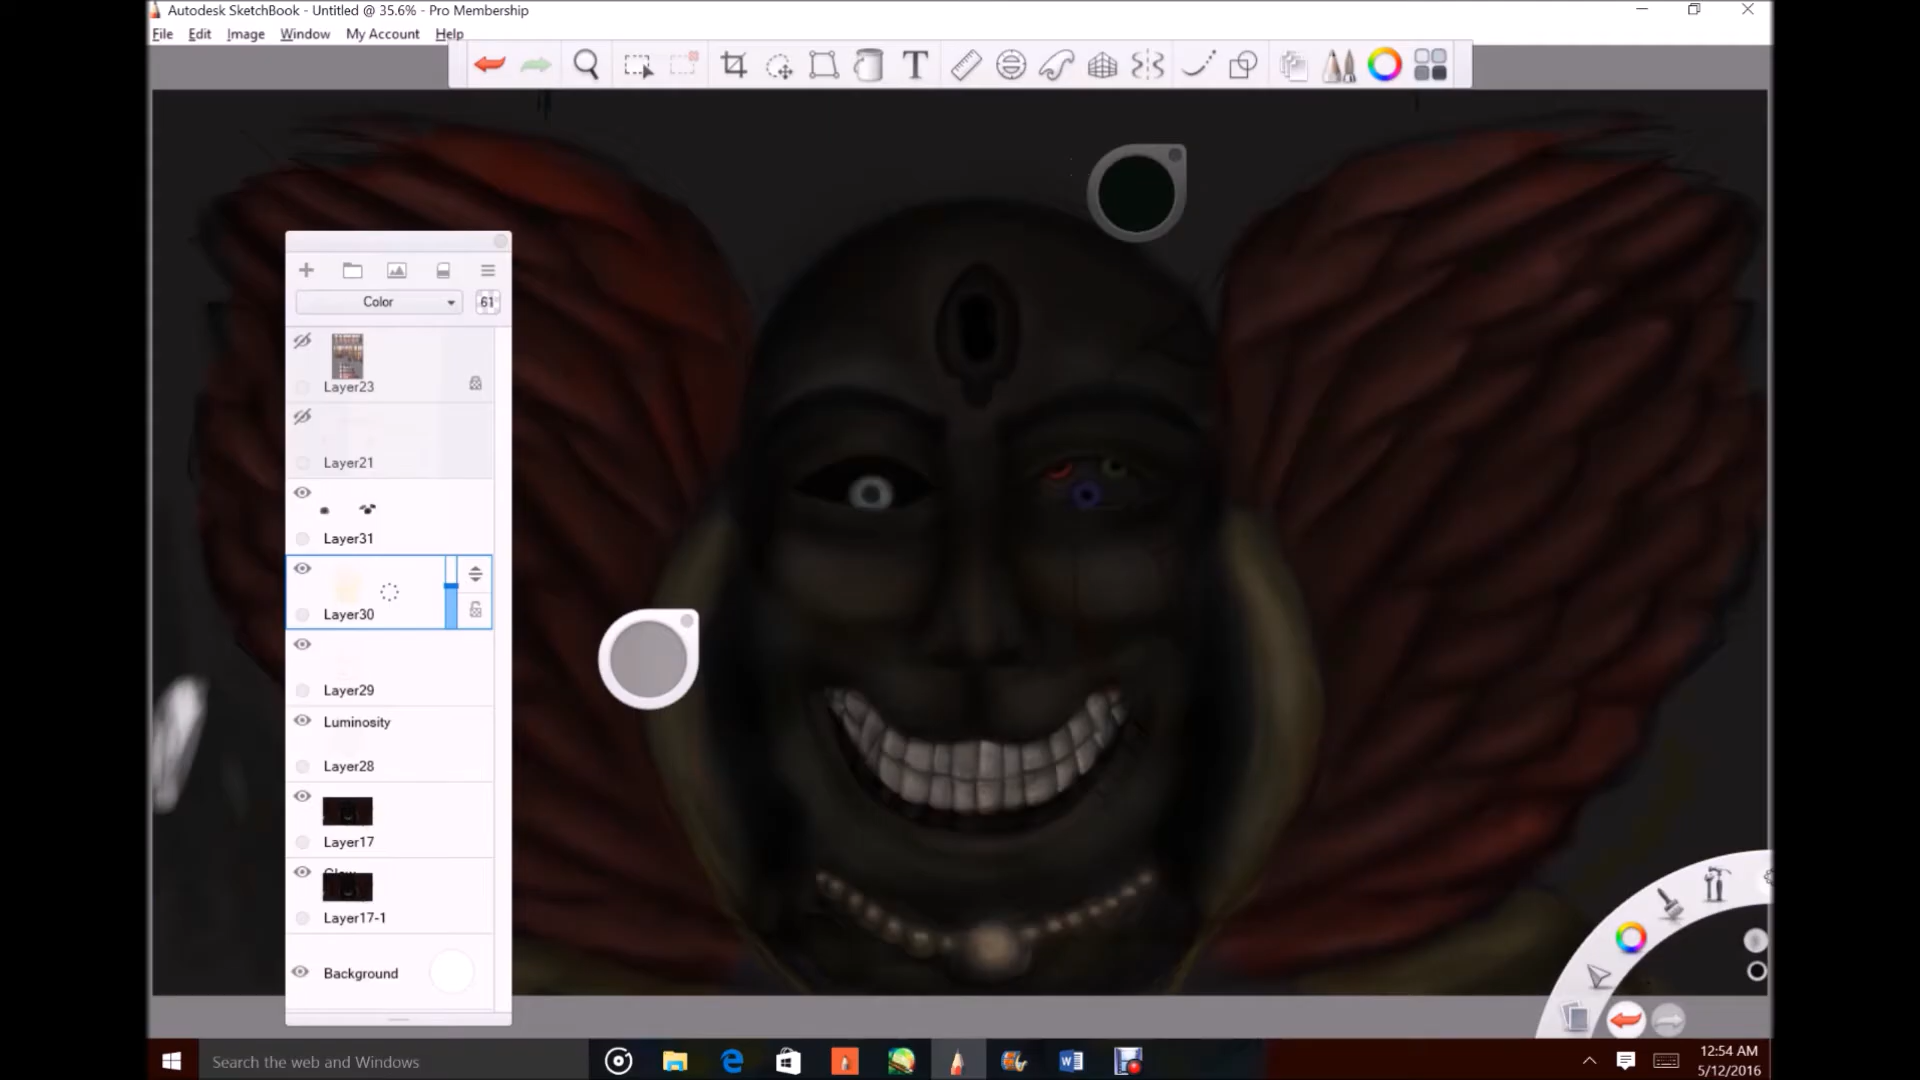 Autodesk SketchBook - Untitled @ 35.6% - Pro Membership
File Edit Image Window My Account Help
T
Color 61
Layer23
Layer21
Layer31
Layer30
Layer29
Luminosity
Layer28
Layer17
Layer17-1
Background
Search the web and Windows
12:54 AM
5/12/2016